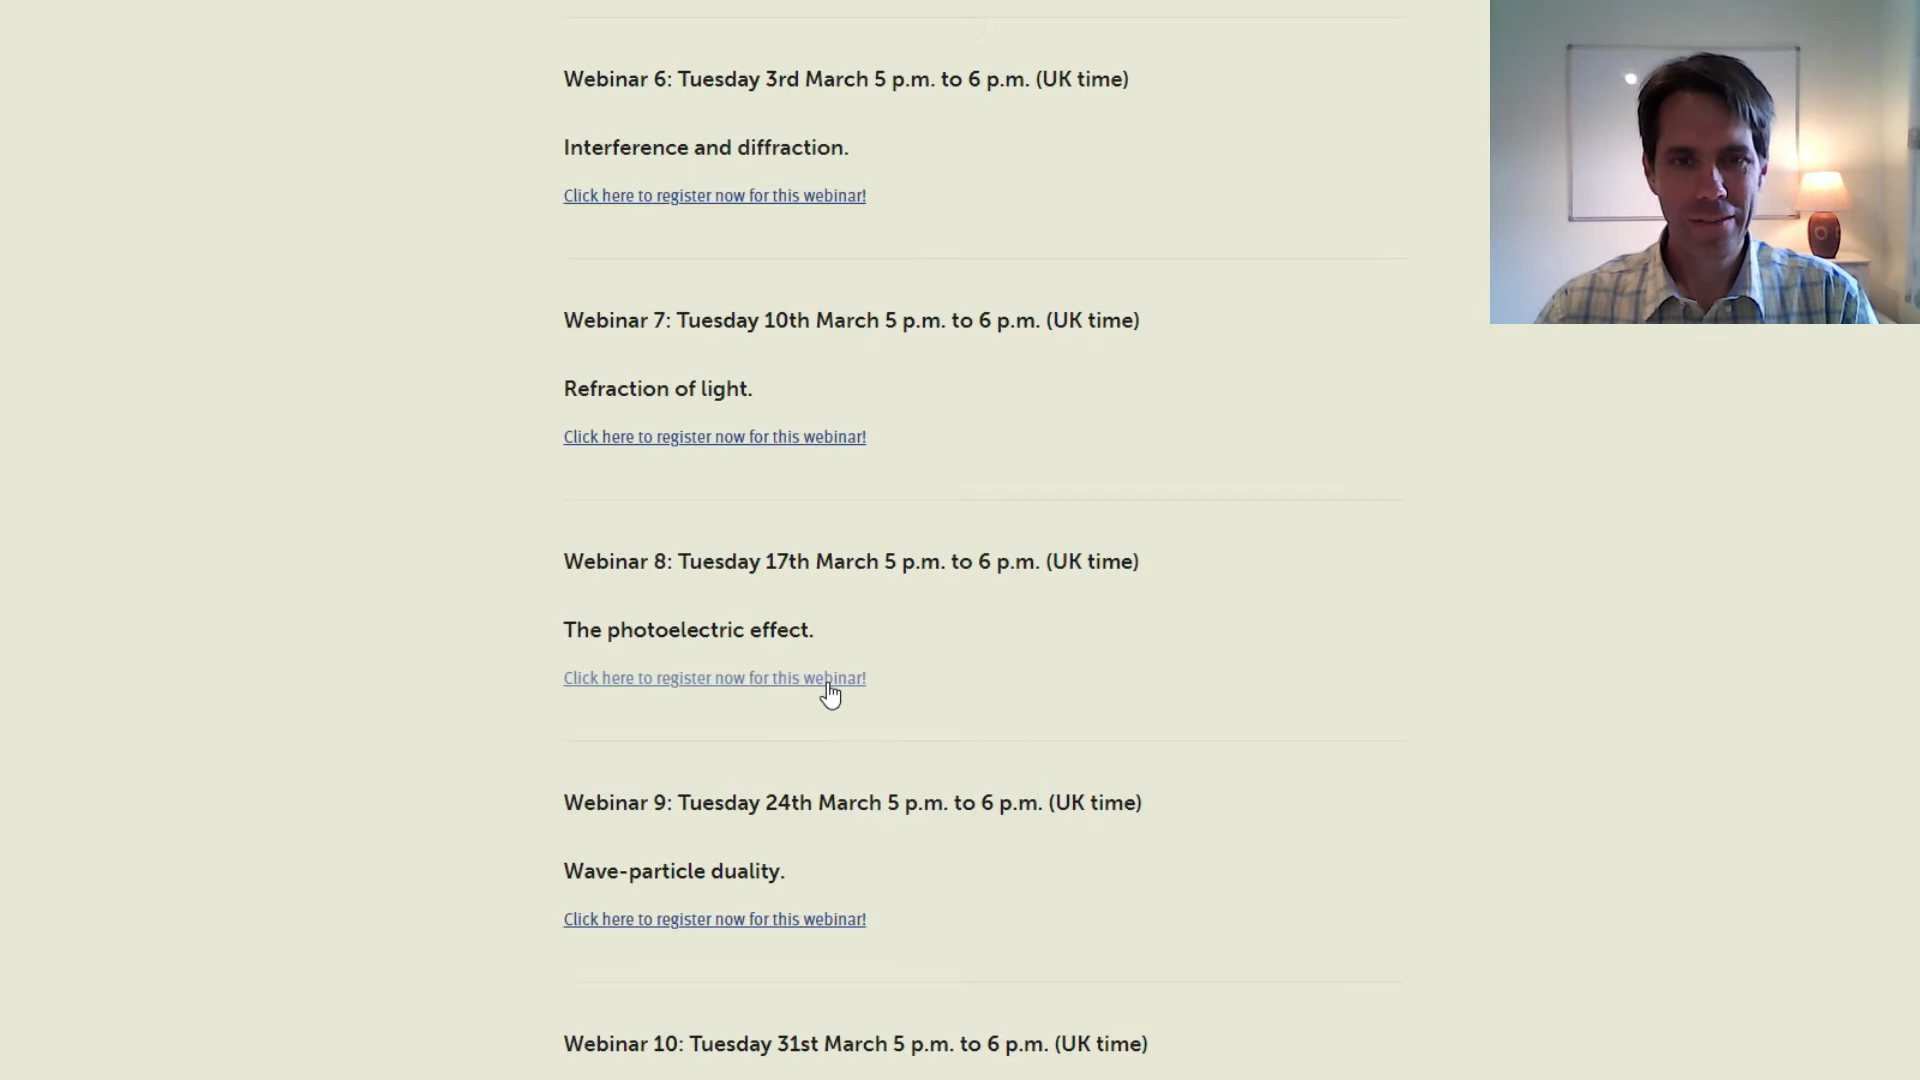 Webinar 6: Tuesday 3rd March 5 p.m. to 6 p.m. (UK time)
Interference and diffraction.
Click here to register now for this webinar!
Webinar 7: Tuesday 10th March 5 p.m. to 6 p.m. (UK time)
Refraction of light.
Click here to register now for this webinar!
Webinar 8: Tuesday 17th March 5 p.m. to 6 p.m. (UK time)
The photoelectric effect.
Click here to register now for this webinar!
Webinar 9: Tuesday 24th March 5 p.m. to 6 p.m. (UK time)
Wave-particle duality.
Click here to register now for this webinar!
Webinar 10: Tuesday 31st March 5 p.m. to 6 p.m. (UK time)